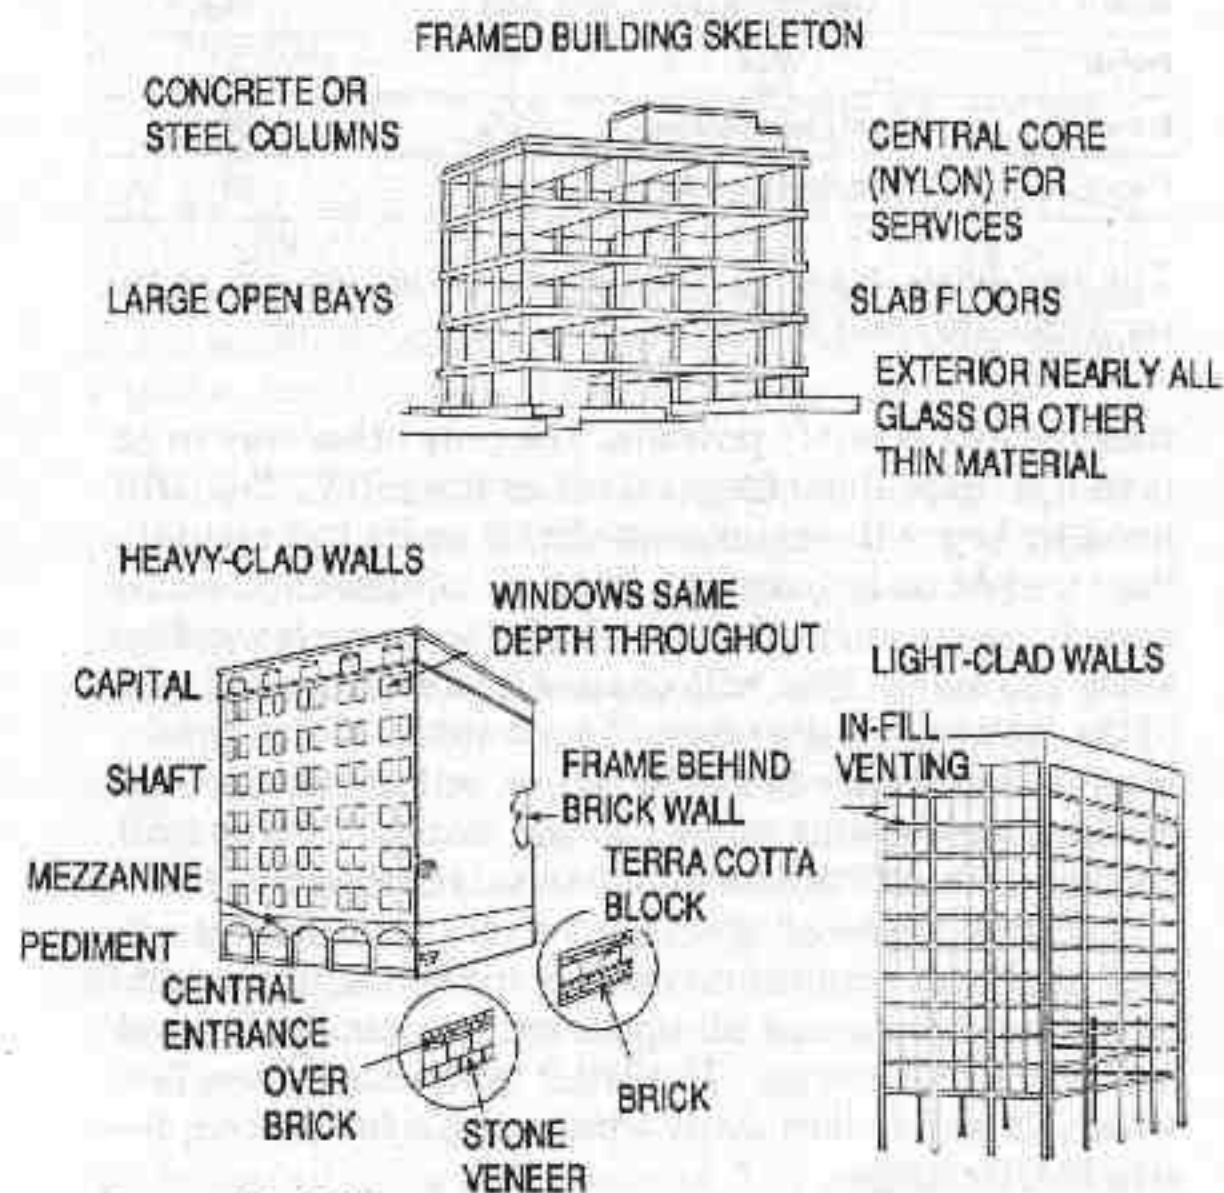 FRAMED BUILDING SKELETON
CONCRETE OR
STEEL COLUMNS
CENTRAL CORE
(NYLON) FOR
SERVICES
LARGE OPEN BAYS
SLAB FLOORS
EXTERIOR NEARLY ALL
GLASS OR OTHER
THIN MATERIAL
HEAVY-CLAD WALLS
WINDOWS SAME
DEPTH THROUGHOUT
CAPITAL
SHAFT
MEZZANINE
PEDIMENT
CENTRAL
ENTRANCE
OVER
BRICK
STONE
VENEER
FRAME BEHIND
BRICK WALL
TERRA COTTA
BLOCK
BRICK
LIGHT-CLAD WALLS
IN-FILL
VENTING